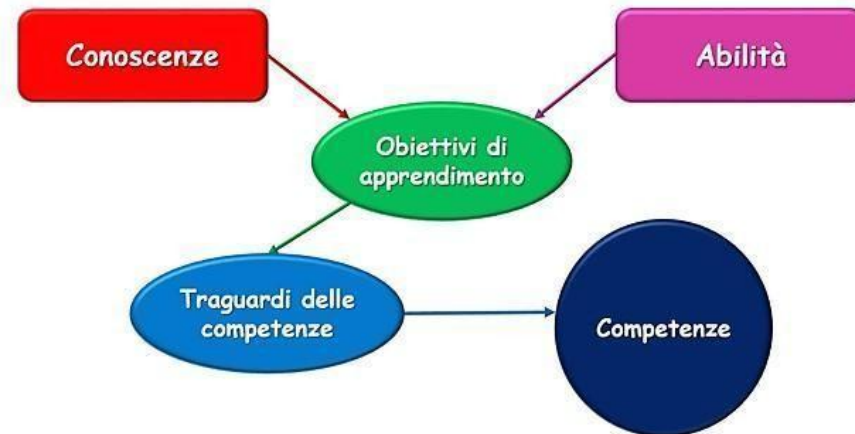 Conoscenze
Abilità
Obiettivi di
apprendimento
Traguardi delle
competenze
Competenze